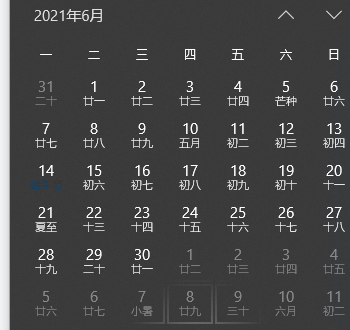 2021年6月
一 二 三 四 五 六 日
31 1 2 3 4 5 6
二十 廿一 廿二 廿三 廿四 芒种 廿六
7 8 9 10 11 12 13
廿七 廿八 廿九 五月 初二 初三 初四
14 15 16 17 18 19 20
初六 初七 初八 初九 初十 十一
21 22 23 24 25 26 27
夏至 十三 十四 十五 十六 十七 十八
28 29 30 1 2 3 4
十九 二十 廿一 廿二 廿三 廿四 廿五
5 6 7 8 9 10 11
廿六 廿七 小暑 廿九 三十 六月 初二